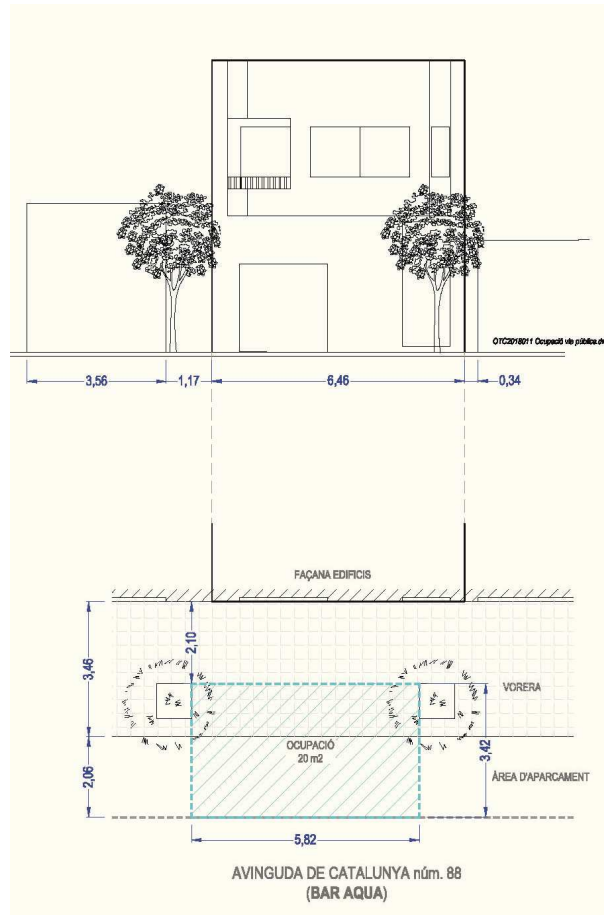 OTC2018011 Ocupació via pública.dw
3,56
1,17
6,46
0,34
FAÇANA EDIFICIS
2,10
3,46
VORERA
OCUPACIÓ
20 m2
3,42
2,06
ÀREA D'APARCAMENT
5,82
AVINGUDA DE CATALUNYA núm. 88
(BAR AQUA)